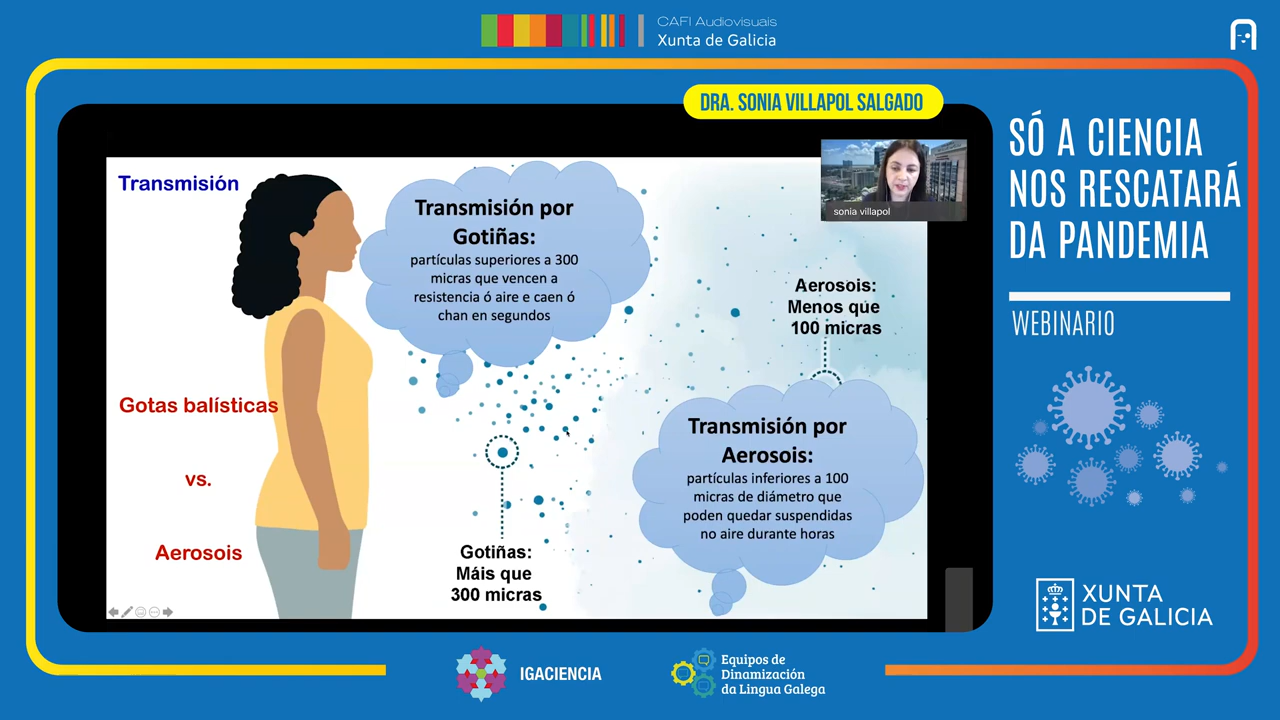 CAFI Audiovisuais
Xunta de Galicia
DRA. SONIA VILLAPOL SALGADO
SÓ A CIENCIA
NOS RESCATARÁ
DA PANDEMIA
WEBINARIO
sonia villapol
Transmisión
Transmisión por
Gotiñas:
partículas superiores a 300
micras que vencen a
resistencia ó aire e caen ó
chan en segundos
Aerosois:
Menos que
100 micras
Gotas balísticas
vs.
Aerosois
Transmisión por
Aerosois:
partículas inferiores a 100
micras de diámetro que
poden quedar suspendidas
no aire durante horas
Gotiñas:
Máis que
300 micras
XUNTA
DE GALICIA
IGACIENCIA
Equipos de
Dinamización
da Lingua Galega